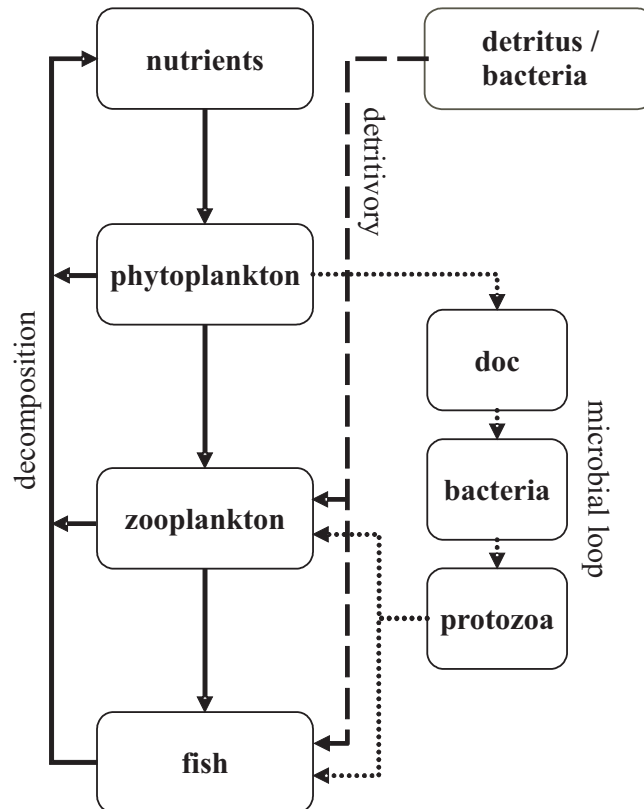 nutrients
detritus /
bacteria
detritivory
phytoplankton
doc
decomposition
microbial loop
bacteria
zooplankton
protozoa
fish